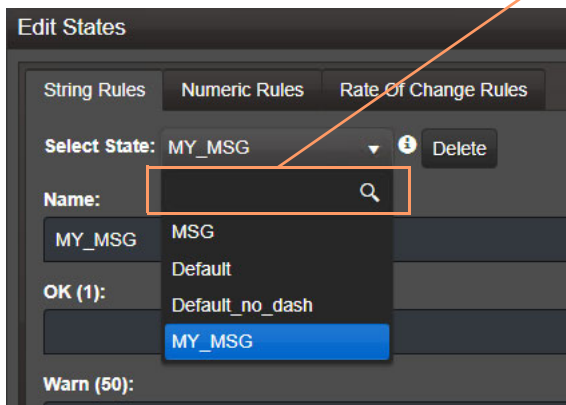 Edit States
String Rules Numeric Rules Rate Of Change Rules
Select State: MY_MSG Delete
Name:
MY_MSG
MSG
Default
OK (1):
Default_no_dash
MY_MSG
Warn (50):